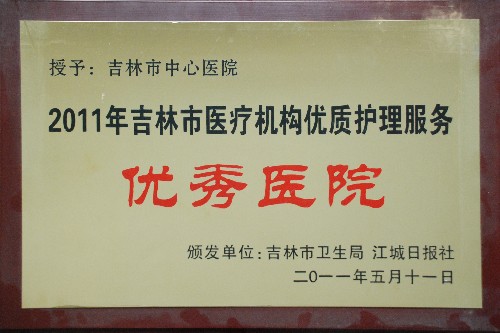 授予：吉林市中心医院
2011年吉林市医疗机构优质护理服务
优秀医院
颁发单位：吉林市卫生局 江城日报社
二〇一一年五月十一日